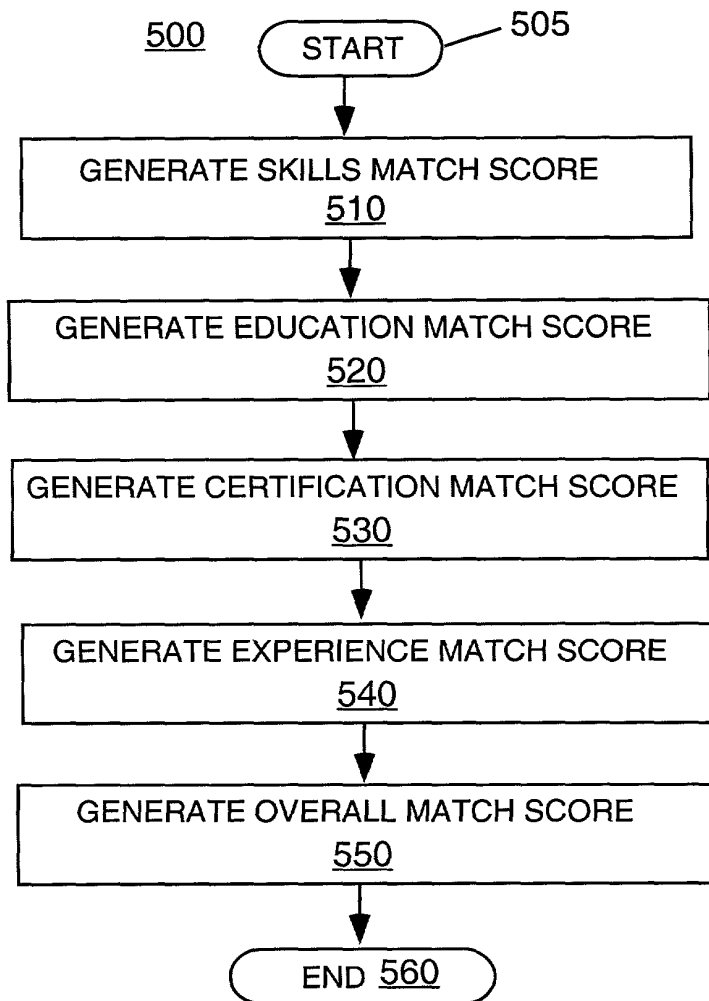 500
START
505
GENERATE SKILLS MATCH SCORE
510
GENERATE EDUCATION MATCH SCORE
520
GENERATE CERTIFICATION MATCH SCORE
530
GENERATE EXPERIENCE MATCH SCORE
540
GENERATE OVERALL MATCH SCORE
550
END 560